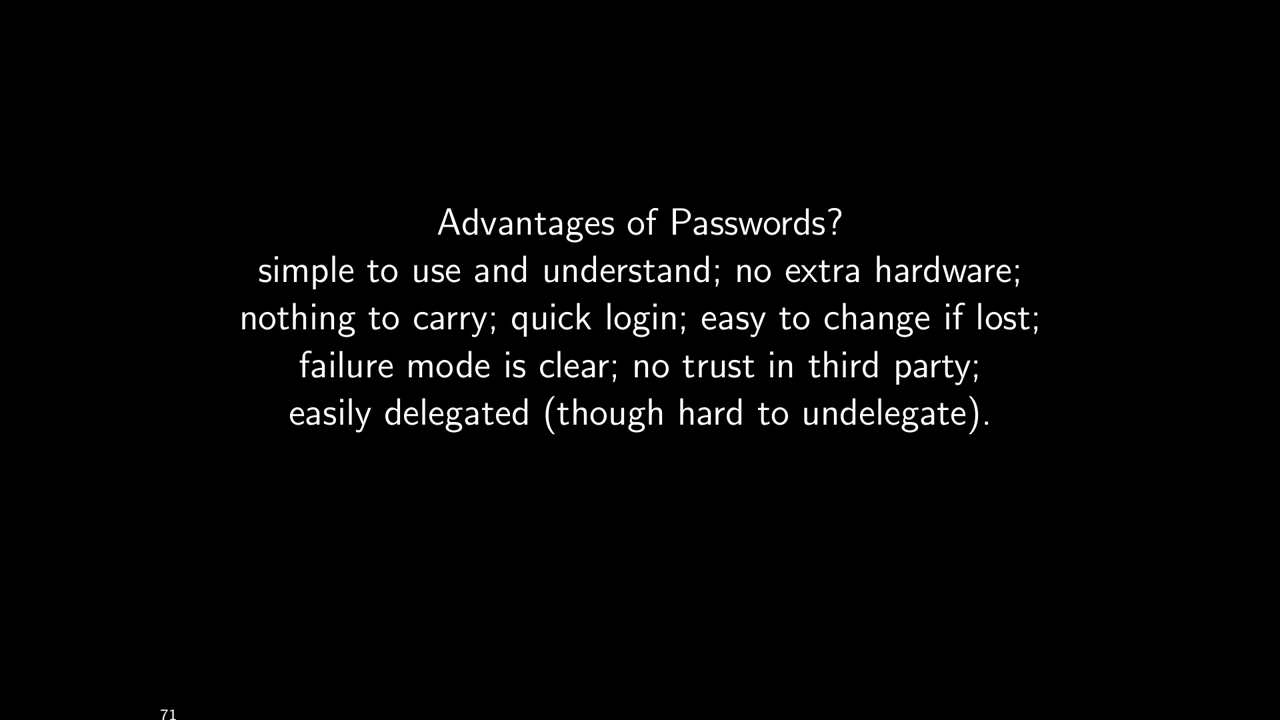 Advantages of Passwords?
simple to use and understand; no extra hardware;
nothing to carry; quick login; easy to change if lost;
failure mode is clear; no trust in third party;
easily delegated (though hard to undelegate).
71